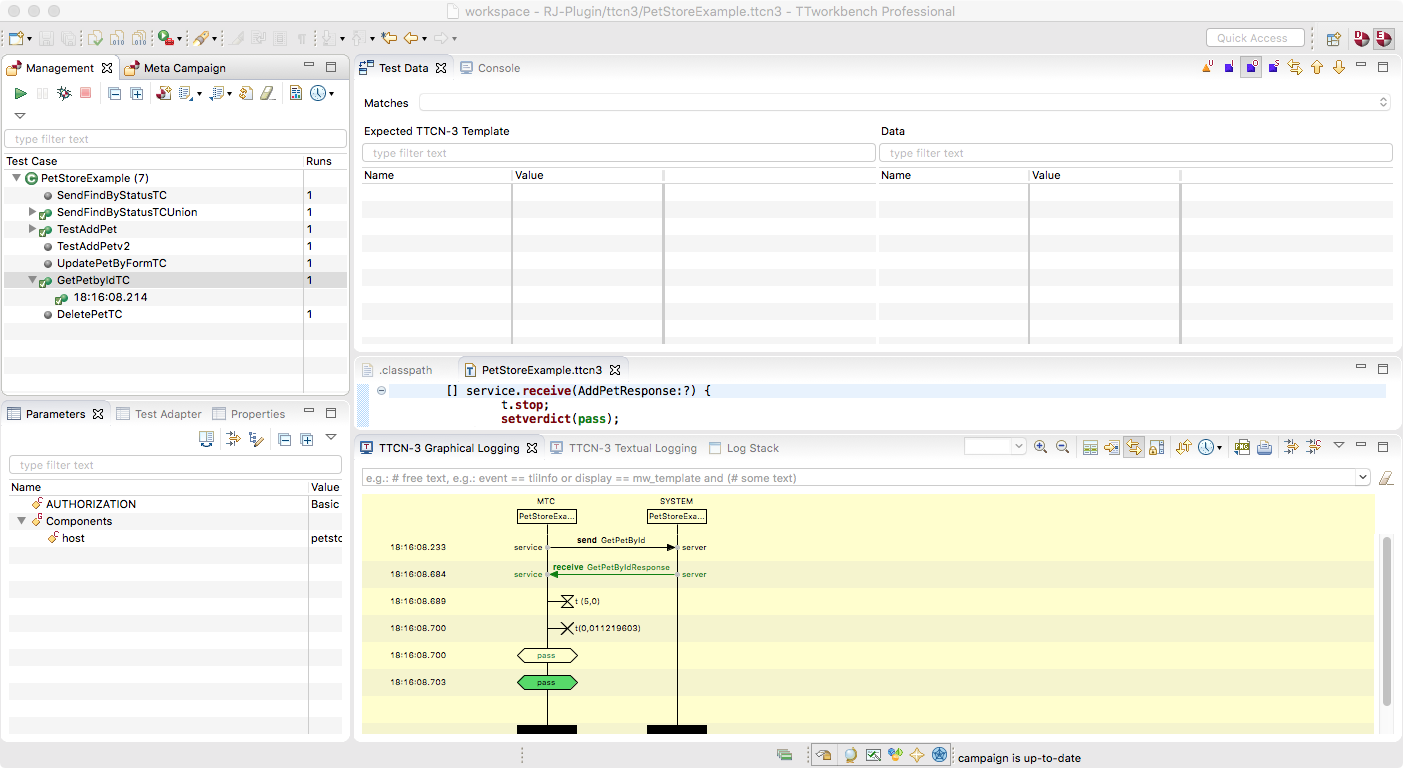 workspace - RJ-Plugin/ttcn3/PetStoreExample.ttcn3 - TTworkbench Professional
Quick Access
Management
Meta Campaign
type filter text
Test Case Runs
PetStoreExample (7)
SendFindByStatusTC 1
SendFindByStatusTCUnion 1
TestAddPet 1
TestAddPetv2 1
UpdatePetByFormTC 1
GetPetbyIdTC 1
18:16:08.214
DeletePetTC 1
Test Data
Console
Matches
Expected TTCN-3 Template
Data
type filter text
type filter text
Name Value
Name Value
.classpath
PetStoreExample.ttcn3
[] service.receive(AddPetResponse:?) {
t.stop;
setverdict(pass);
Parameters
Test Adapter
Properties
type filter text
Name Value
AUTHORIZATION Basic
Components
host petstc
TTCN-3 Graphical Logging
TTCN-3 Textual Logging
Log Stack
e.g.: # free text, e.g.: event == tliInfo or display == mw_template and (# some text)
MTC SYSTEM
PetStoreExa... PetStoreExa...
18:16:08.233 service send GetPetById server
18:16:08.684 service receive GetPetByIdResponse server
18:16:08.689 t (5,0)
18:16:08.700 t(0,011219603)
18:16:08.700 pass
18:16:08.703 pass
campaign is up-to-date